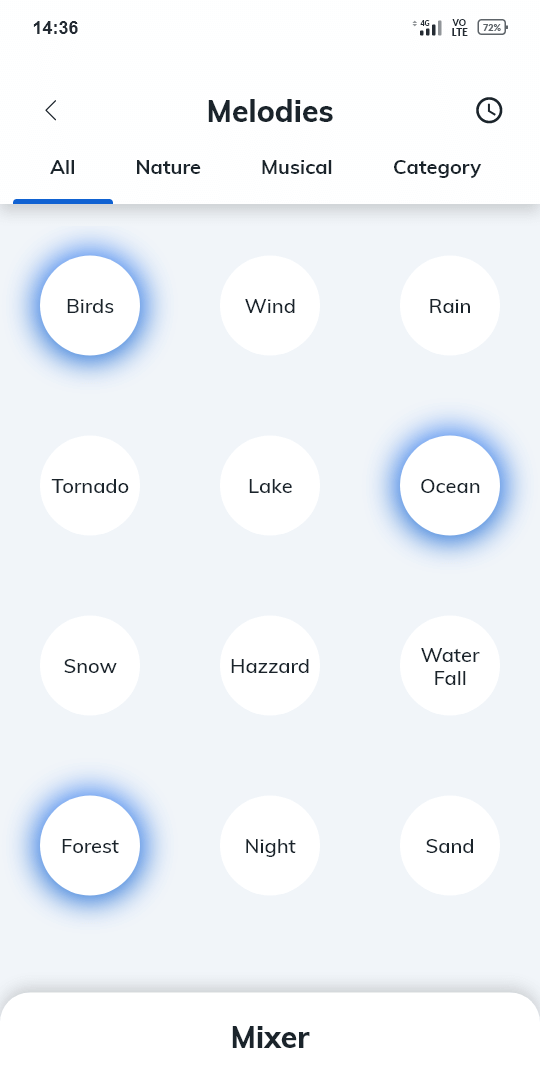 14:36
4G
VO
LTE
72%
Melodies
All Nature Musical Category
Birds Wind Rain
Tornado Lake Ocean
Snow Hazzard Water
Fall
Forest Night Sand
Mixer